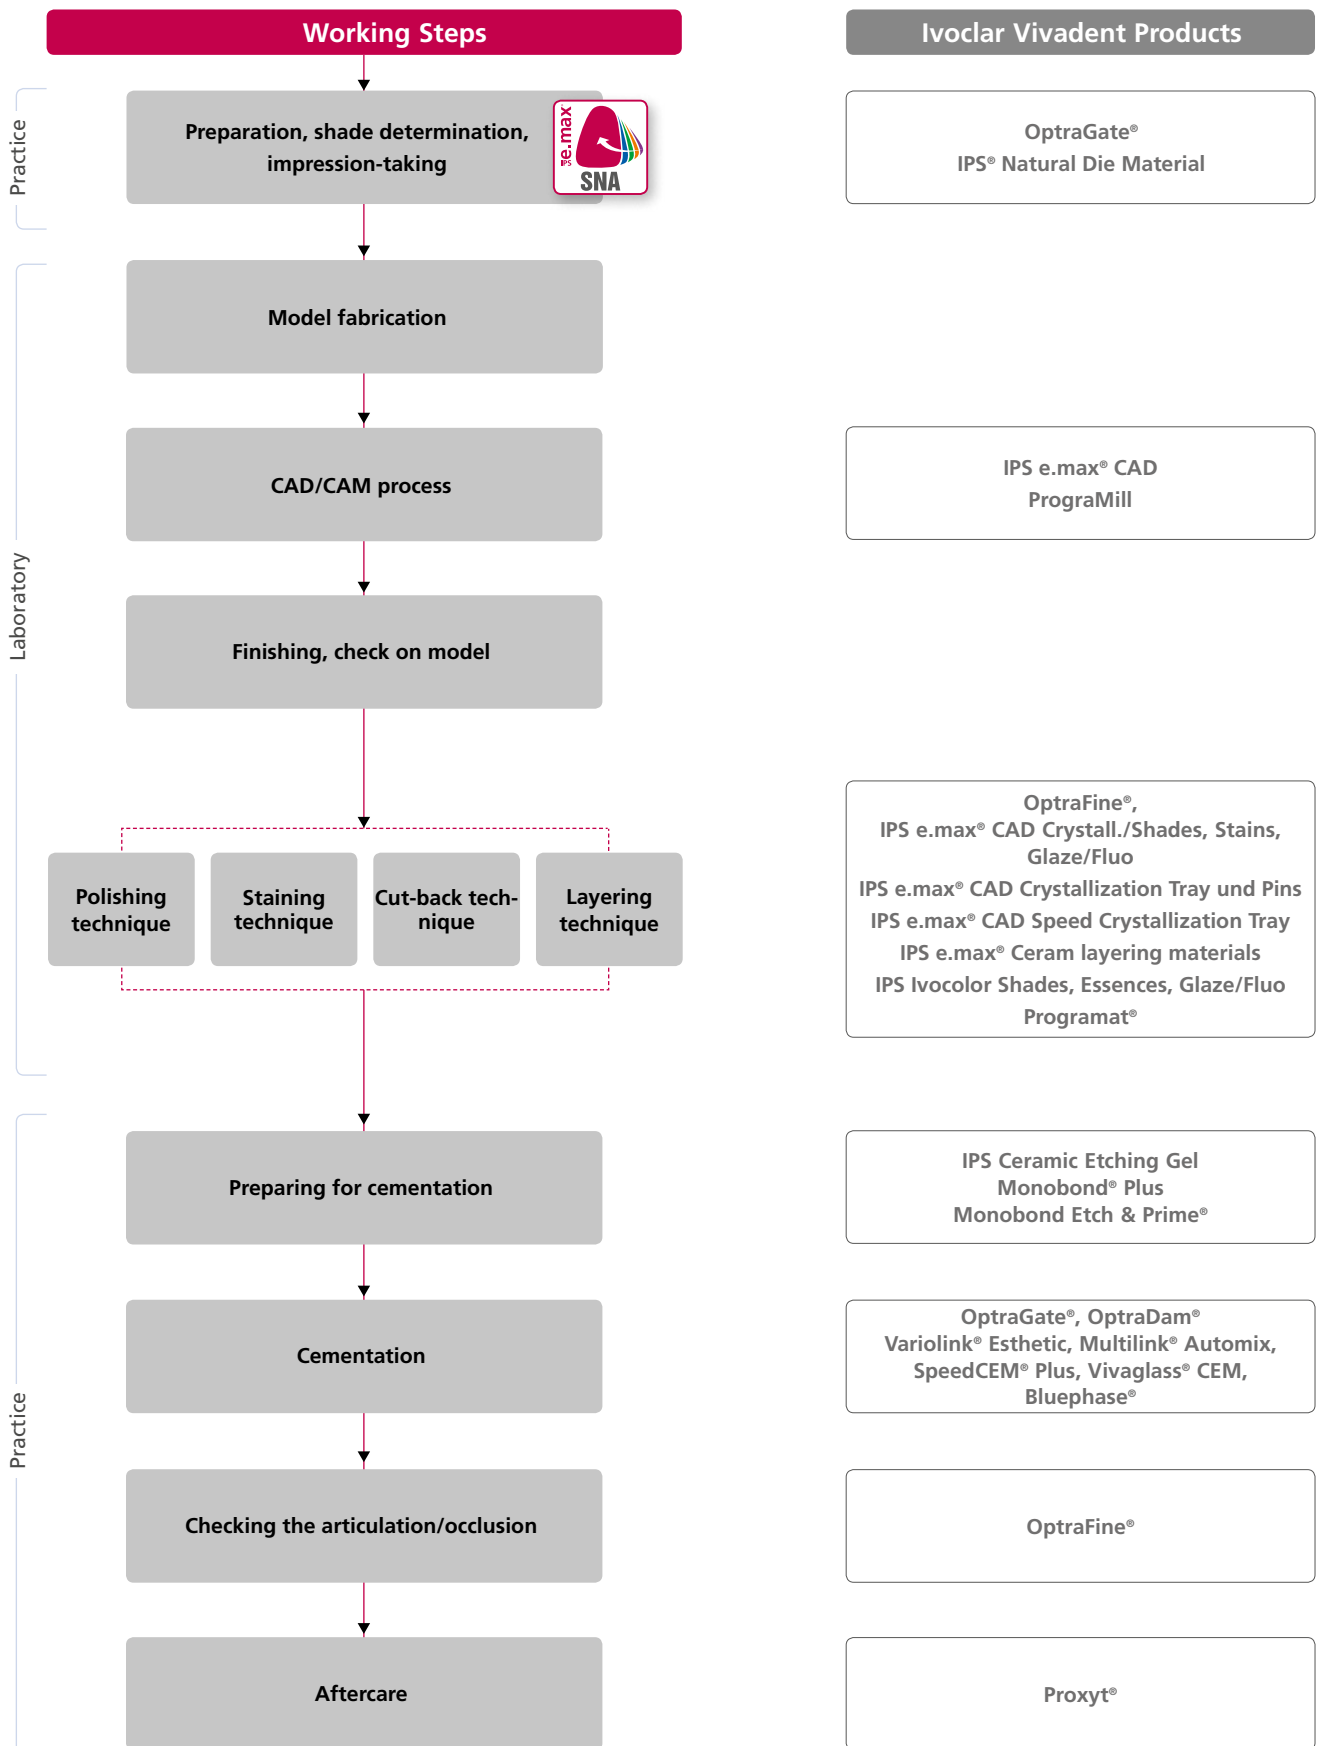 Working Steps
Ivoclar Vivadent Products
Practice
Preparation, shade determination,
impression-taking
IPS e.max®
SNA
OptraGate®
IPS® Natural Die Material
Laboratory
Model fabrication
CAD/CAM process
IPS e.max® CAD
PrograMill
Finishing, check on model
Polishing
technique
Staining
technique
Cut-back tech-
nique
Layering
technique
OptraFine®,
IPS e.max® CAD Crystall./Shades, Stains,
Glaze/Fluo
IPS e.max® CAD Crystallization Tray und Pins
IPS e.max® CAD Speed Crystallization Tray
IPS e.max® Ceram layering materials
IPS Ivocolor Shades, Essences, Glaze/Fluo
Programat®
Practice
Preparing for cementation
IPS Ceramic Etching Gel
Monobond® Plus
Monobond Etch & Prime®
Cementation
OptraGate®, OptraDam®
Variolink® Esthetic, Multilink® Automix,
SpeedCEM® Plus, Vivaglass® CEM,
Bluephase®
Checking the articulation/occlusion
OptraFine®
Aftercare
Proxyt®